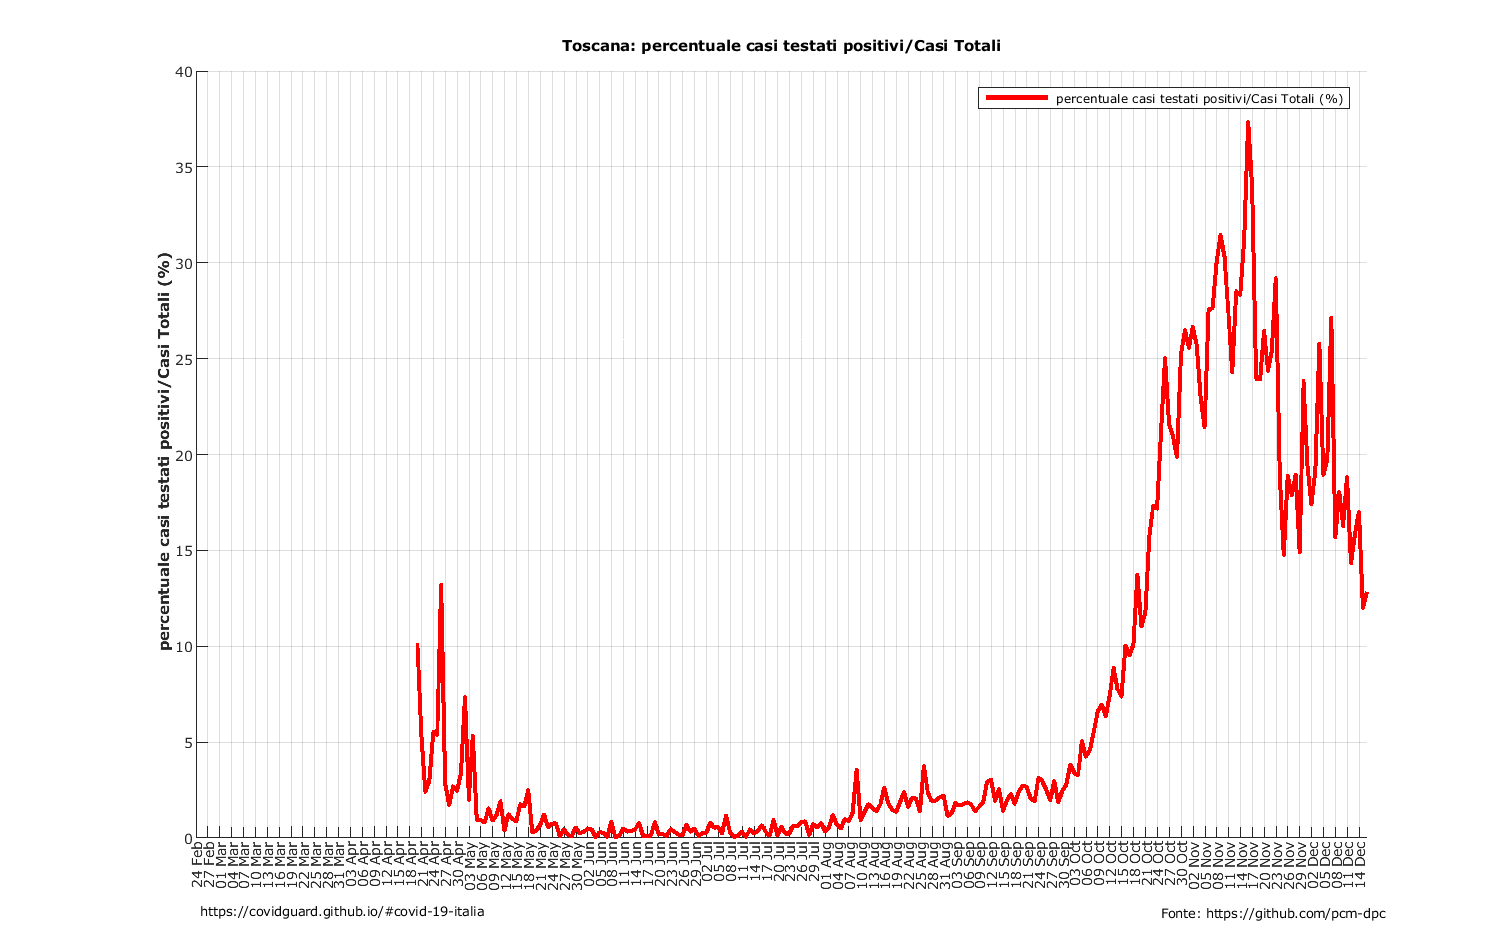 Toscana: percentuale casi testati positivi/Casi Totali
percentuale casi testati positivi/Casi Totali (%)
percentuale casi testati positivi/Casi Totali (%)
40
35
30
25
20
15
10
5
0
24 Feb
27 Feb
01 Mar
04 Mar
07 Mar
10 Mar
13 Mar
16 Mar
19 Mar
22 Mar
25 Mar
28 Mar
31 Mar
03 Apr
06 Apr
09 Apr
12 Apr
15 Apr
18 Apr
21 Apr
24 Apr
27 Apr
30 Apr
03 May
06 May
09 May
12 May
15 May
18 May
21 May
24 May
27 May
30 May
02 Jun
05 Jun
08 Jun
11 Jun
14 Jun
17 Jun
20 Jun
23 Jun
26 Jun
29 Jun
02 Jul
05 Jul
08 Jul
11 Jul
14 Jul
17 Jul
20 Jul
23 Jul
26 Jul
29 Jul
01 Aug
04 Aug
07 Aug
10 Aug
13 Aug
16 Aug
19 Aug
22 Aug
25 Aug
28 Aug
31 Aug
03 Sep
06 Sep
09 Sep
12 Sep
15 Sep
18 Sep
21 Sep
24 Sep
27 Sep
30 Sep
03 Oct
06 Oct
09 Oct
12 Oct
15 Oct
18 Oct
21 Oct
24 Oct
27 Oct
30 Oct
02 Nov
05 Nov
08 Nov
11 Nov
14 Nov
17 Nov
20 Nov
23 Nov
26 Nov
29 Nov
02 Dec
05 Dec
08 Dec
11 Dec
14 Dec
https://covidguard.github.io/#covid-19-italia
Fonte: https://github.com/pcm-dpc